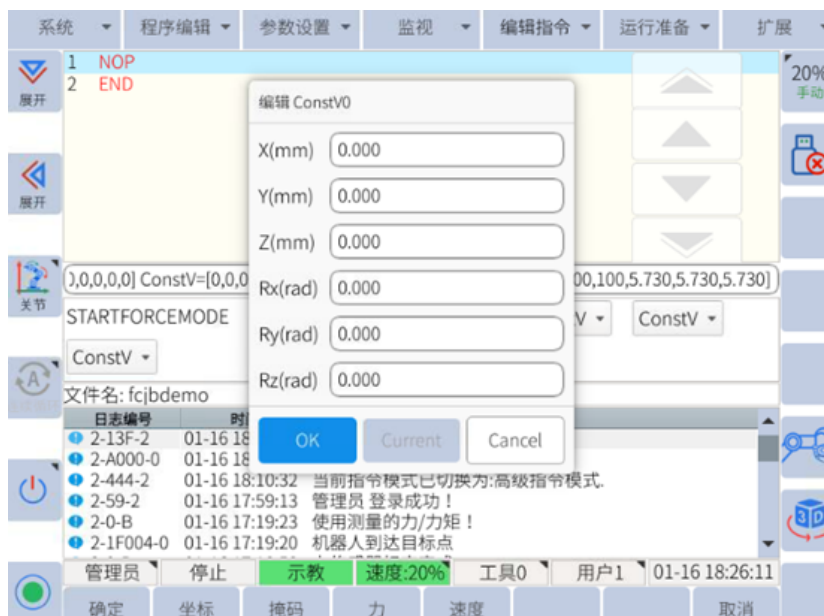 系统 程序编辑 参数设置 监视 编辑指令 运行准备 扩展
1 NOP
2 END
展开
展开
关节
20%
手动
编辑 ConstV0
X(mm) 0.000
Y(mm) 0.000
Z(mm) 0.000
Rx(rad) 0.000
Ry(rad) 0.000
Rz(rad) 0.000
OK Current Cancel
),0,0,0,0] ConstV=[0,0,0 00,100,5.730,5.730,5.730]
STARTFORCEMODE V ConstV
ConstV
文件名: fcjbdemo
日志编号 时
2-13F-2 01-16 18
2-A000-0 01-16 18
2-444-2 01-16 18:10:32 当前指令模式已切换为:高级指令模式.
2-59-2 01-16 17:59:13 管理员 登录成功！
2-0-B 01-16 17:19:23 使用测量的力/力矩！
2-1F004-0 01-16 17:19:20 机器人到达目标点
管理员 停止 示教 速度:20% 工具0 用户1 01-16 18:26:11
确定 坐标 掩码 力 速度 取消
A
3D